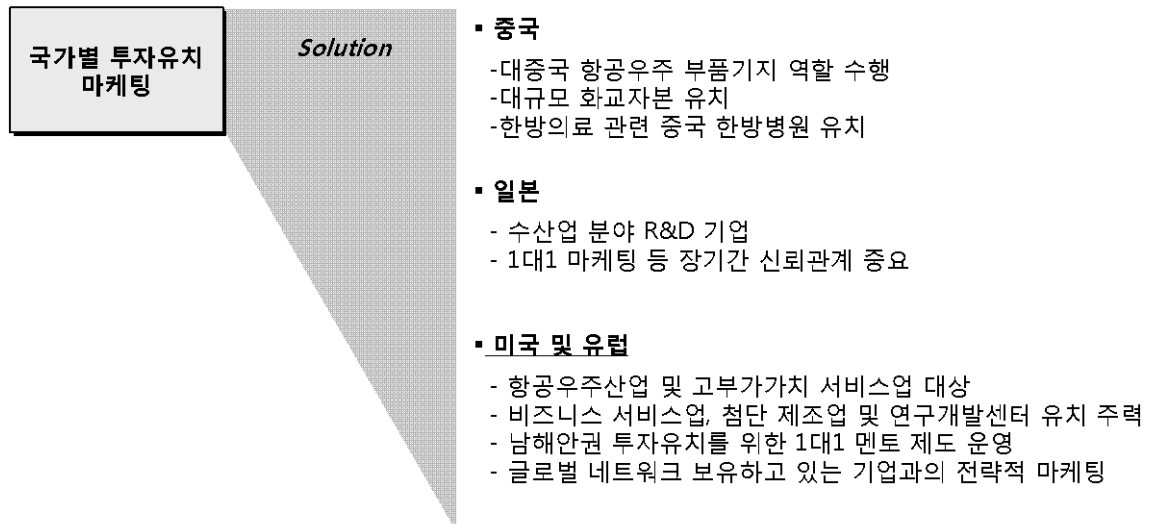 국가별 투자유치
마케팅
Solution
▪ 중국
-대중국 항공우주 부품기지 역할 수행
-대규모 화교자본 유치
-한방의료 관련 중국 한방병원 유치
▪ 일본
- 수산업 분야 R&D 기업
- 1대1 마케팅 등 장기간 신뢰관계 중요
▪ 미국 및 유럽
- 항공우주산업 및 고부가가치 서비스업 대상
- 비즈니스 서비스업, 첨단 제조업 및 연구개발센터 유치 주력
- 남해안권 투자유치를 위한 1대1 멘토 제도 운영
- 글로벌 네트워크 보유하고 있는 기업과의 전략적 마케팅